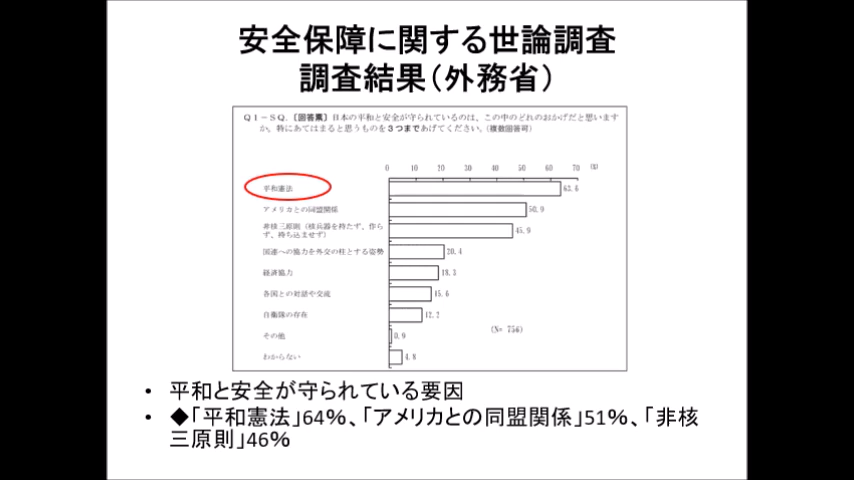 安全保障に関する世論調査
調査結果（外務省）
Q1－SQ.〔回答票〕日本の平和と安全が守られているのは、この中のどれのおかげだと思います
か。特にあてはまると思うものを３つまであげてください。（複数回答可）
0 10 20 30 40 50 60 70 (%)
平和憲法 63.6
アメリカとの同盟関係 50.9
非核三原則（核兵器を持たず、作ら
ず、持ち込ませず） 45.9
国連への協力を外交の柱とする姿勢 20.4
経済協力 18.3
各国との対話や交流 15.6
自衛隊の存在 12.2
(N= 756)
その他 0.9
わからない 4.8
• 平和と安全が守られている要因
• ◆「平和憲法」64％、「アメリカとの同盟関係」51％、「非核
三原則」46％